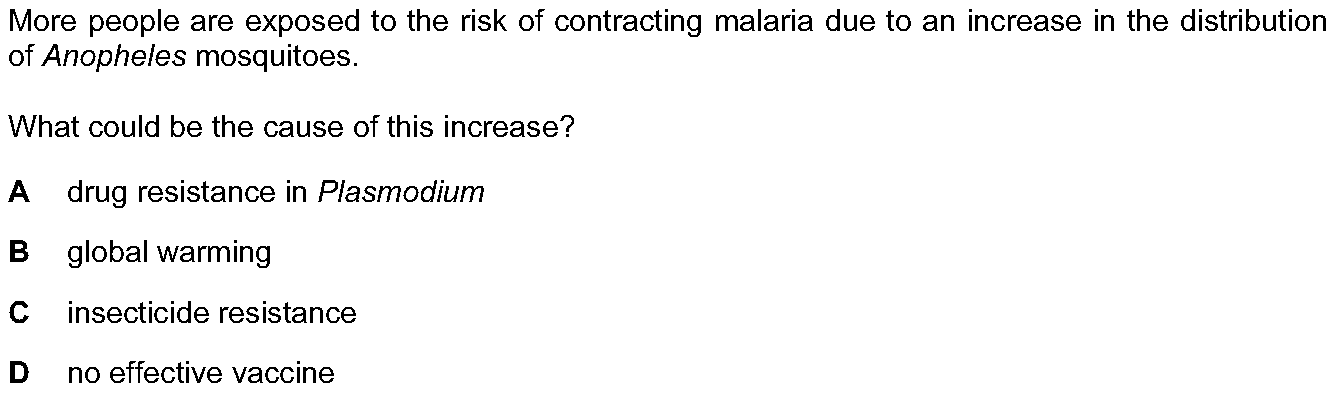 More people are exposed to the risk of contracting malaria due to an increase in the distribution
of Anopheles mosquitoes.
What could be the cause of this increase?
A drug resistance in Plasmodium
B global warming
C insecticide resistance
D no effective vaccine